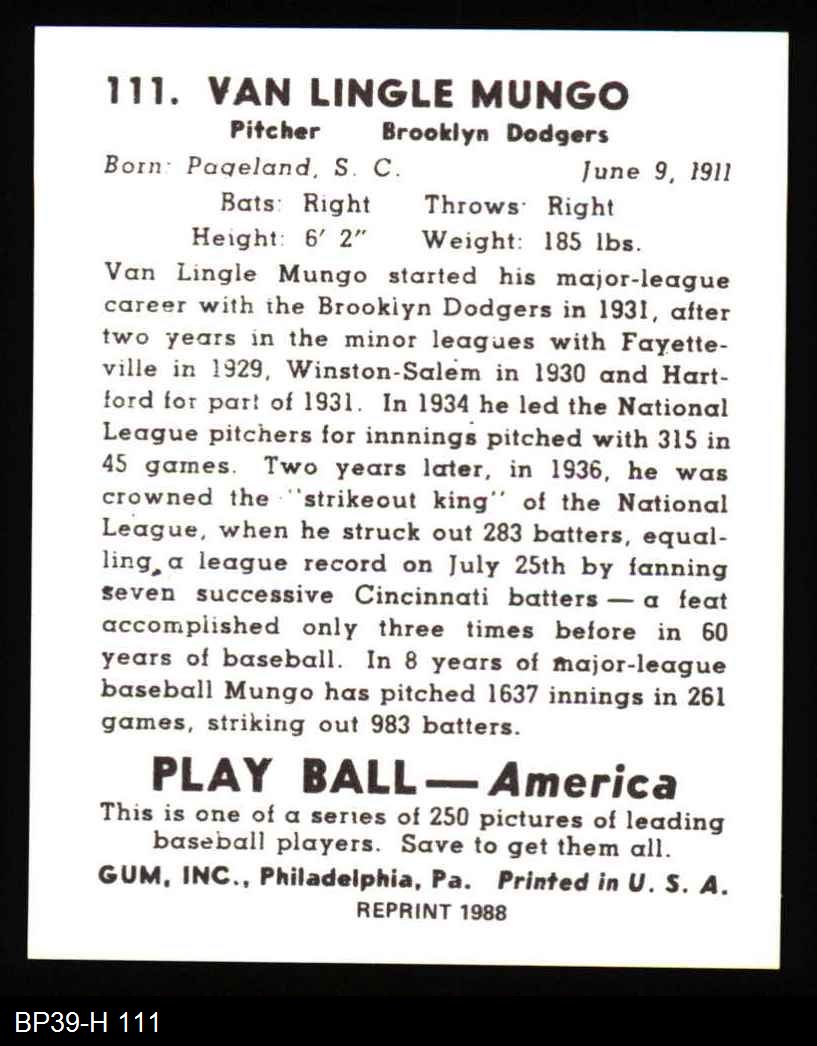 111. VAN LINGLE MUNGO
Pitcher Brooklyn Dodgers
Born: Pageland, S. C. June 9, 1911
Bats: Right Throws: Right
Height: 6' 2" Weight: 185 lbs.
Van Lingle Mungo started his major-league
career with the Brooklyn Dodgers in 1931, after
two years in the minor leagues with Fayette-
ville in 1929, Winston-Salem in 1930 and Hart-
ford for part of 1931. In 1934 he led the National
League pitchers for innnings pitched with 315 in
45 games. Two years later, in 1936, he was
crowned the "strikeout king" of the National
League, when he struck out 283 batters, equal-
ling, a league record on July 25th by fanning
seven successive Cincinnati batters — a feat
accomplished only three times before in 60
years of baseball. In 8 years of major-league
baseball Mungo has pitched 1637 innings in 261
games, striking out 983 batters.
PLAY BALL — America
This is one of a series of 250 pictures of leading
baseball players. Save to get them all.
GUM, INC., Philadelphia, Pa. Printed in U. S. A.
REPRINT 1988
BP39-H 111